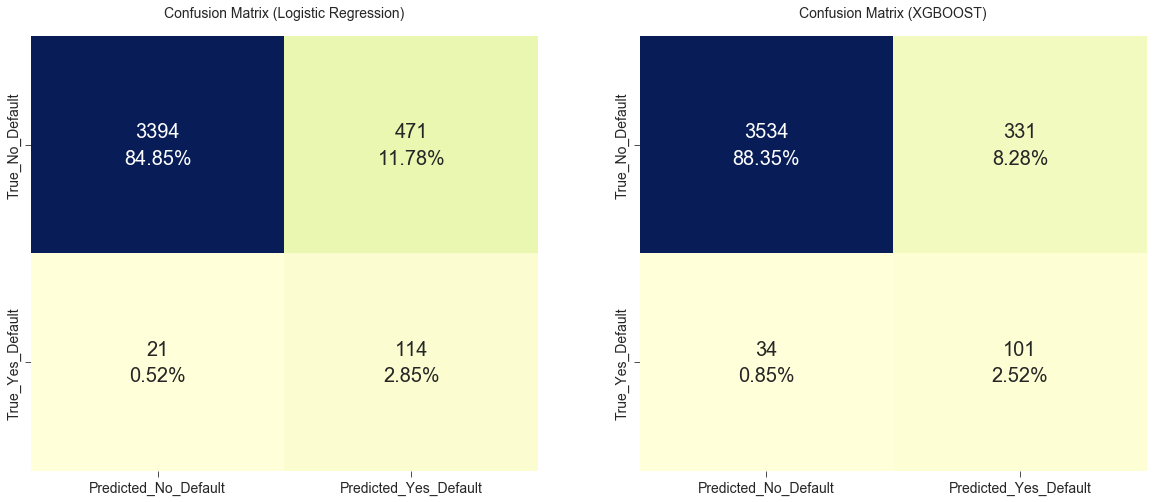 Confusion Matrix (Logistic Regression)
True_No_Default
3394
84.85%
471
11.78%
True_Yes_Default
21
0.52%
114
2.85%
Predicted_No_Default
Predicted_Yes_Default
Confusion Matrix (XGBOOST)
True_No_Default
3534
88.35%
331
8.28%
True_Yes_Default
34
0.85%
101
2.52%
Predicted_No_Default
Predicted_Yes_Default